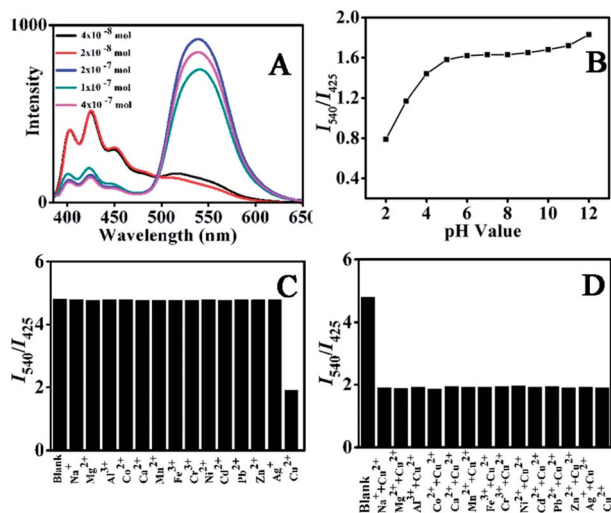 1000
Intensity
0
4x10⁻⁸ mol
2x10⁻⁸ mol
2x10⁻⁷ mol
1x10⁻⁷ mol
4x10⁻⁷ mol
A
400 450 500 550 600 650
Wavelength (nm)
I₅₄₀/I₄₂₅
2.0
1.6
1.2
0.8
0.4
B
2 4 6 8 10 12
pH Value
I₅₄₀/I₄₂₅
6
4
2
0
C
Blank
Na⁺
Mg²⁺
Al³⁺
Co²⁺
Ca²⁺
Mn²⁺
Fe³⁺
Cr³⁺
Ni²⁺
Cd²⁺
Pb²⁺
Zn²⁺
Ag⁺
Cu²⁺
I₅₄₀/I₄₂₅
6
4
2
0
D
Blank
Na⁺+Cu²⁺
Mg²⁺+Cu²⁺
Al³⁺+Cu²⁺
Co²⁺+Cu²⁺
Ca²⁺+Cu²⁺
Mn²⁺+Cu²⁺
Fe³⁺+Cu²⁺
Cr³⁺+Cu²⁺
Ni²⁺+Cu²⁺
Cd²⁺+Cu²⁺
Pb²⁺+Cu²⁺
Zn²⁺+Cu²⁺
Ag⁺+Cu²⁺
Cu²⁺